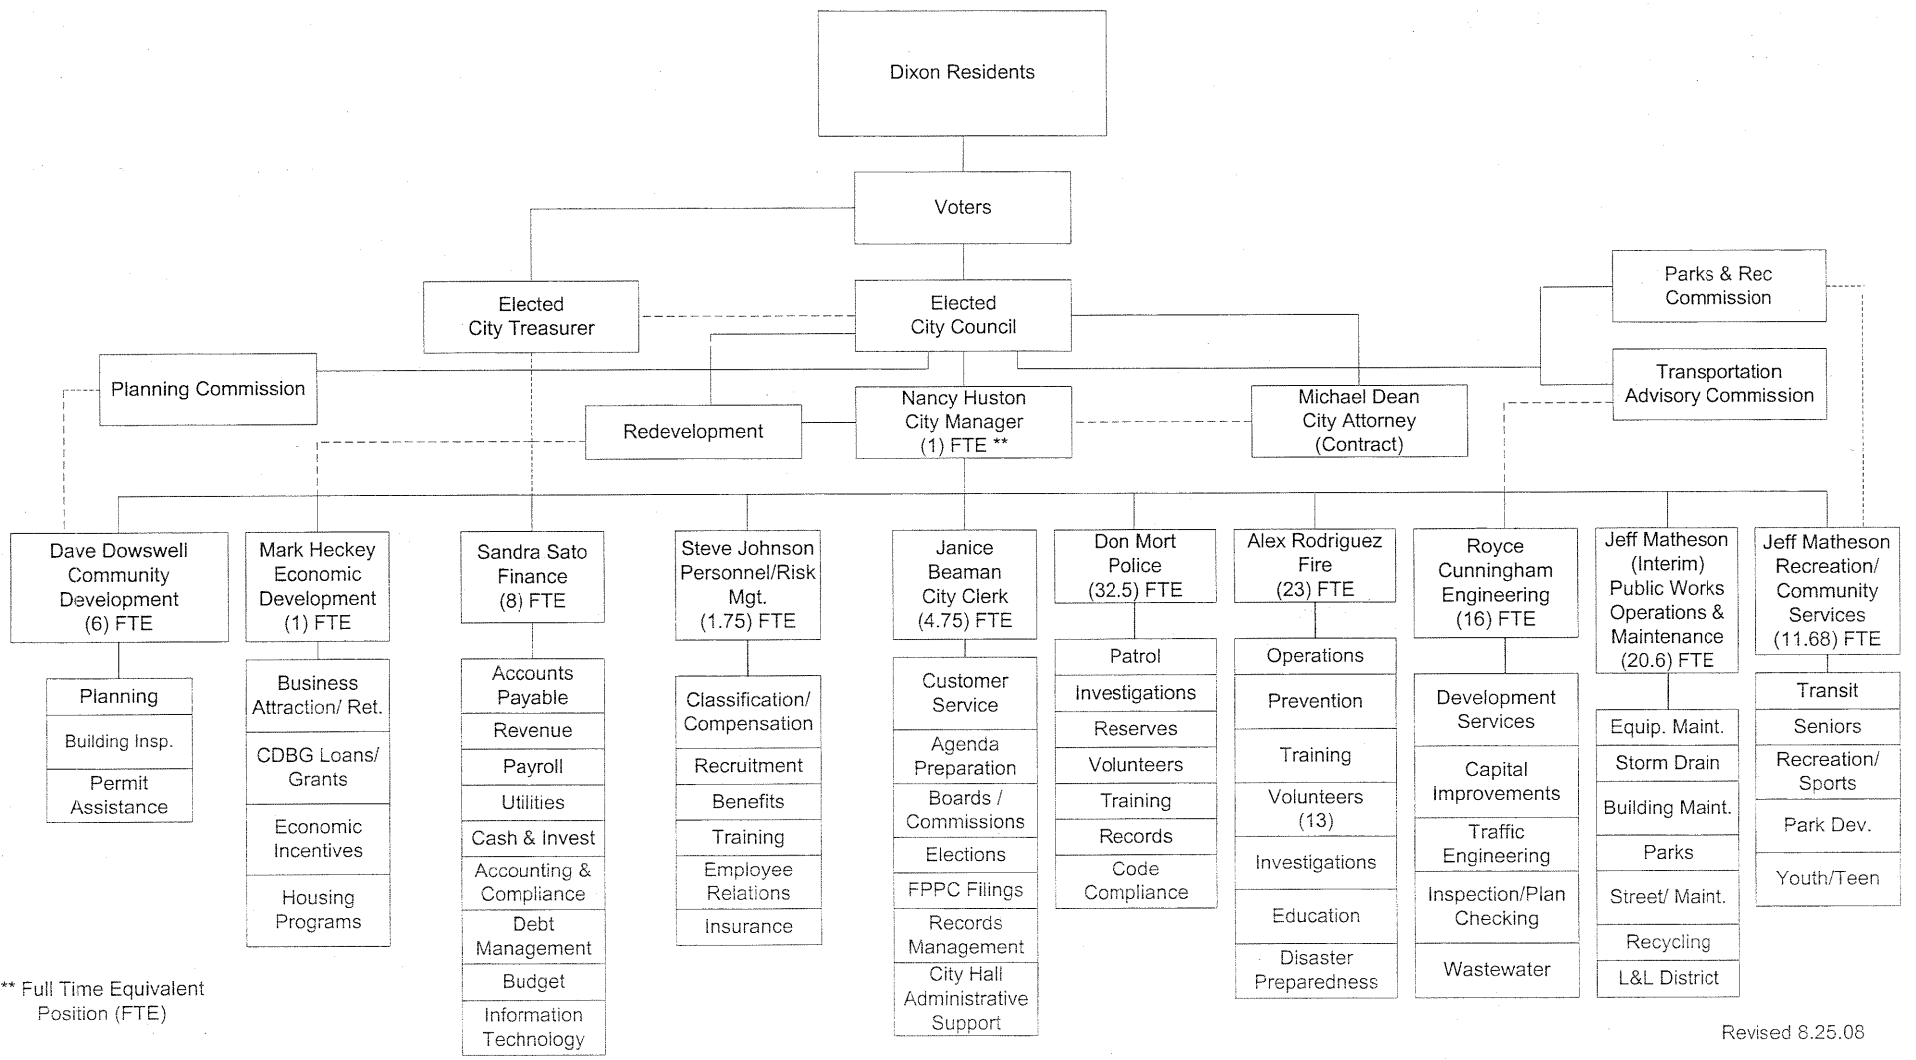 Dixon Residents
Voters
Elected
City Treasurer
Elected
City Council
Parks & Rec
Commission
Transportation
Advisory Commission
Planning Commission
Redevelopment
Nancy Huston
City Manager
(1) FTE **
Michael Dean
City Attorney
(Contract)
Dave Dowswell
Community
Development
(6) FTE
Planning
Building Insp.
Permit
Assistance
Mark Heckey
Economic
Development
(1) FTE
Business
Attraction/ Ret.
CDBG Loans/
Grants
Economic
Incentives
Housing
Programs
Sandra Sato
Finance
(8) FTE
Accounts
Payable
Revenue
Payroll
Utilities
Cash & Invest
Accounting &
Compliance
Debt
Management
Budget
Information
Technology
Steve Johnson
Personnel/Risk
Mgt.
(1.75) FTE
Classification/
Compensation
Recruitment
Benefits
Training
Employee
Relations
Insurance
Janice
Beaman
City Clerk
(4.75) FTE
Customer
Service
Agenda
Preparation
Boards /
Commissions
Elections
FPPC Filings
Records
Management
City Hall
Administrative
Support
Don Mort
Police
(32.5) FTE
Patrol
Investigations
Reserves
Volunteers
Training
Records
Code
Compliance
Alex Rodriguez
Fire
(23) FTE
Operations
Prevention
Training
Volunteers
(13)
Investigations
Education
Disaster
Preparedness
Royce
Cunningham
Engineering
(16) FTE
Development
Services
Capital
Improvements
Traffic
Engineering
Inspection/Plan
Checking
Wastewater
Jeff Matheson
(Interim)
Public Works
Operations &
Maintenance
(20.6) FTE
Equip. Maint.
Storm Drain
Building Maint.
Parks
Street/ Maint.
Recycling
L&L District
Jeff Matheson
Recreation/
Community
Services
(11.68) FTE
Transit
Seniors
Recreation/
Sports
Park Dev.
Youth/Teen
** Full Time Equivalent
Position (FTE)
Revised 8.25.08